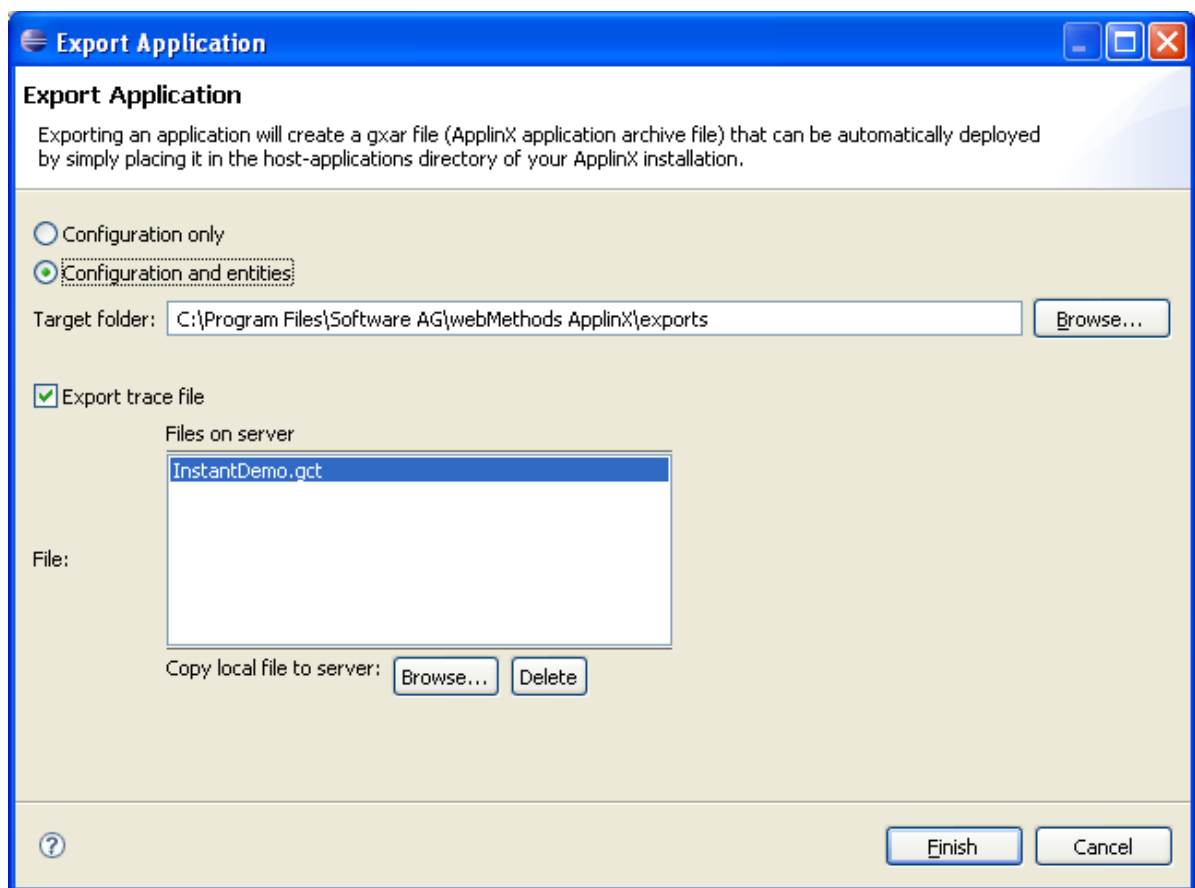 Export Application
Export Application
Exporting an application will create a gxar file (ApplinX application archive file) that can be automatically deployed
by simply placing it in the host-applications directory of your ApplinX installation.
Configuration only
Configuration and entities
Target folder: C:\Program Files\Software AG\webMethods ApplinX\exports Browse...
Export trace file
Files on server
InstantDemo.gct
File:
Copy local file to server: Browse... Delete
? Finish Cancel